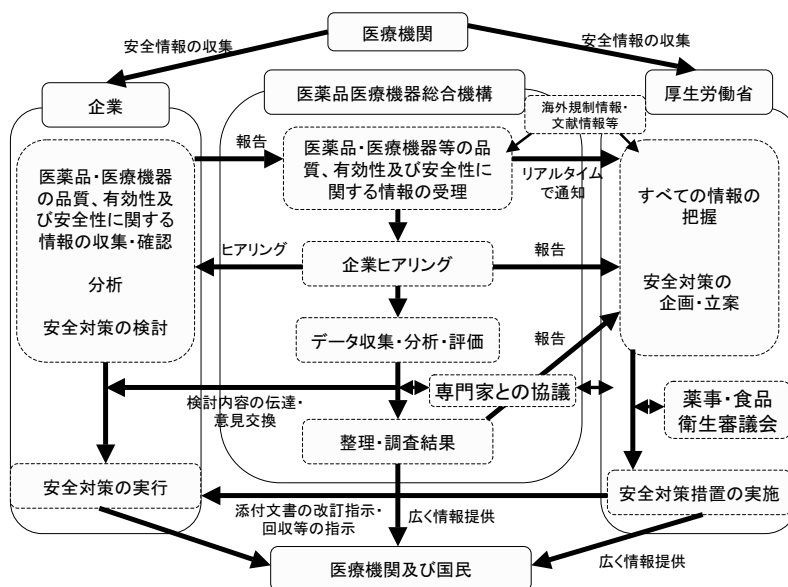 医療機関
安全情報の収集
安全情報の収集
企業
医薬品医療機器総合機構
厚生労働省
海外規制情報・
文献情報等
医薬品・医療機器
の品質、有効性及
び安全性に関する
情報の収集・確認
分析
安全対策の検討
報告
医薬品・医療機器等の品
質、有効性及び安全性に
関する情報の受理
リアルタイム
で通知
すべての情報の
把握
安全対策の
企画・立案
ヒアリング
企業ヒアリング
報告
データ収集・分析・評価
報告
検討内容の伝達・
意見交換
専門家との協議
薬事・食品
衛生審議会
整理・調査結果
安全対策の実行
添付文書の改訂指示・
回収等の指示
広く情報提供
安全対策措置の実施
医療機関及び国民
広く情報提供